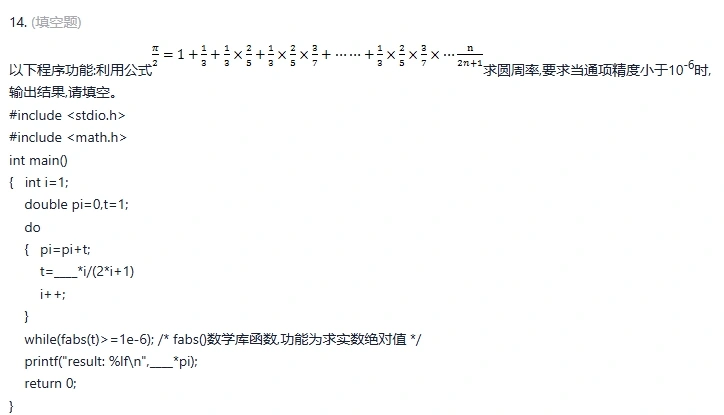 14. (填空题)
以下程序功能:利用公式π/2=1+1/3+1/3×2/5+1/3×2/5×3/7+……+1/3×2/5×3/7×…n/(2n+1)求圆周率,要求当通项精度小于10^-6时,
输出结果,请填空。
#include <stdio.h>
#include <math.h>
int main()
{ int i=1;
double pi=0,t=1;
do
{ pi=pi+t;
t=____*i/(2*i+1)
i++;
}
while(fabs(t)>=1e-6); /* fabs()数学库函数,功能为求实数绝对值 */
printf("result: %lf\n",____*pi);
return 0;
}